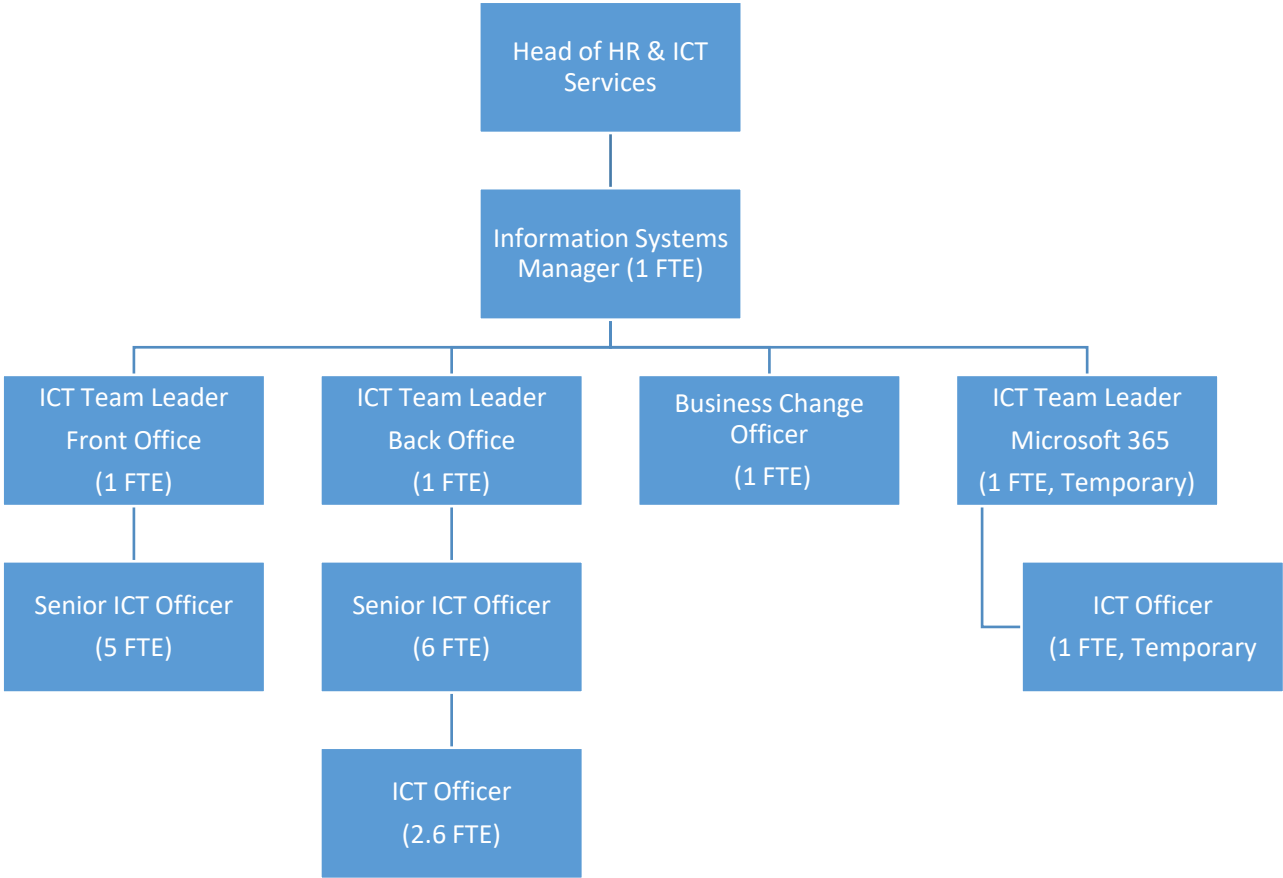 Head of HR & ICT
Services
Information Systems
Manager (1 FTE)
ICT Team Leader
Front Office
(1 FTE)
ICT Team Leader
Back Office
(1 FTE)
Business Change
Officer
(1 FTE)
ICT Team Leader
Microsoft 365
(1 FTE, Temporary)
Senior ICT Officer
(5 FTE)
Senior ICT Officer
(6 FTE)
ICT Officer
(1 FTE, Temporary
ICT Officer
(2.6 FTE)